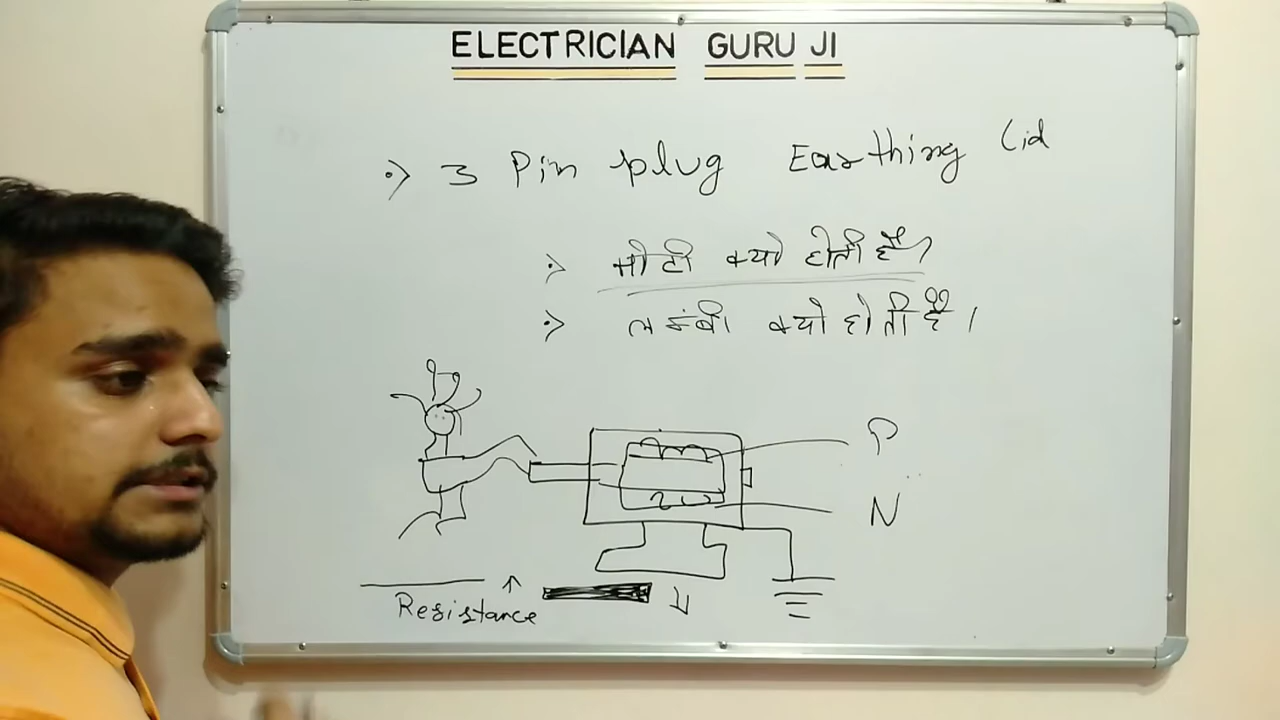 ELECTRICIAN GURU JI
3 Pin plug Earthing Lid
मोटी क्यो होती है
लम्बी क्यो होती है।
P
N
Resistance